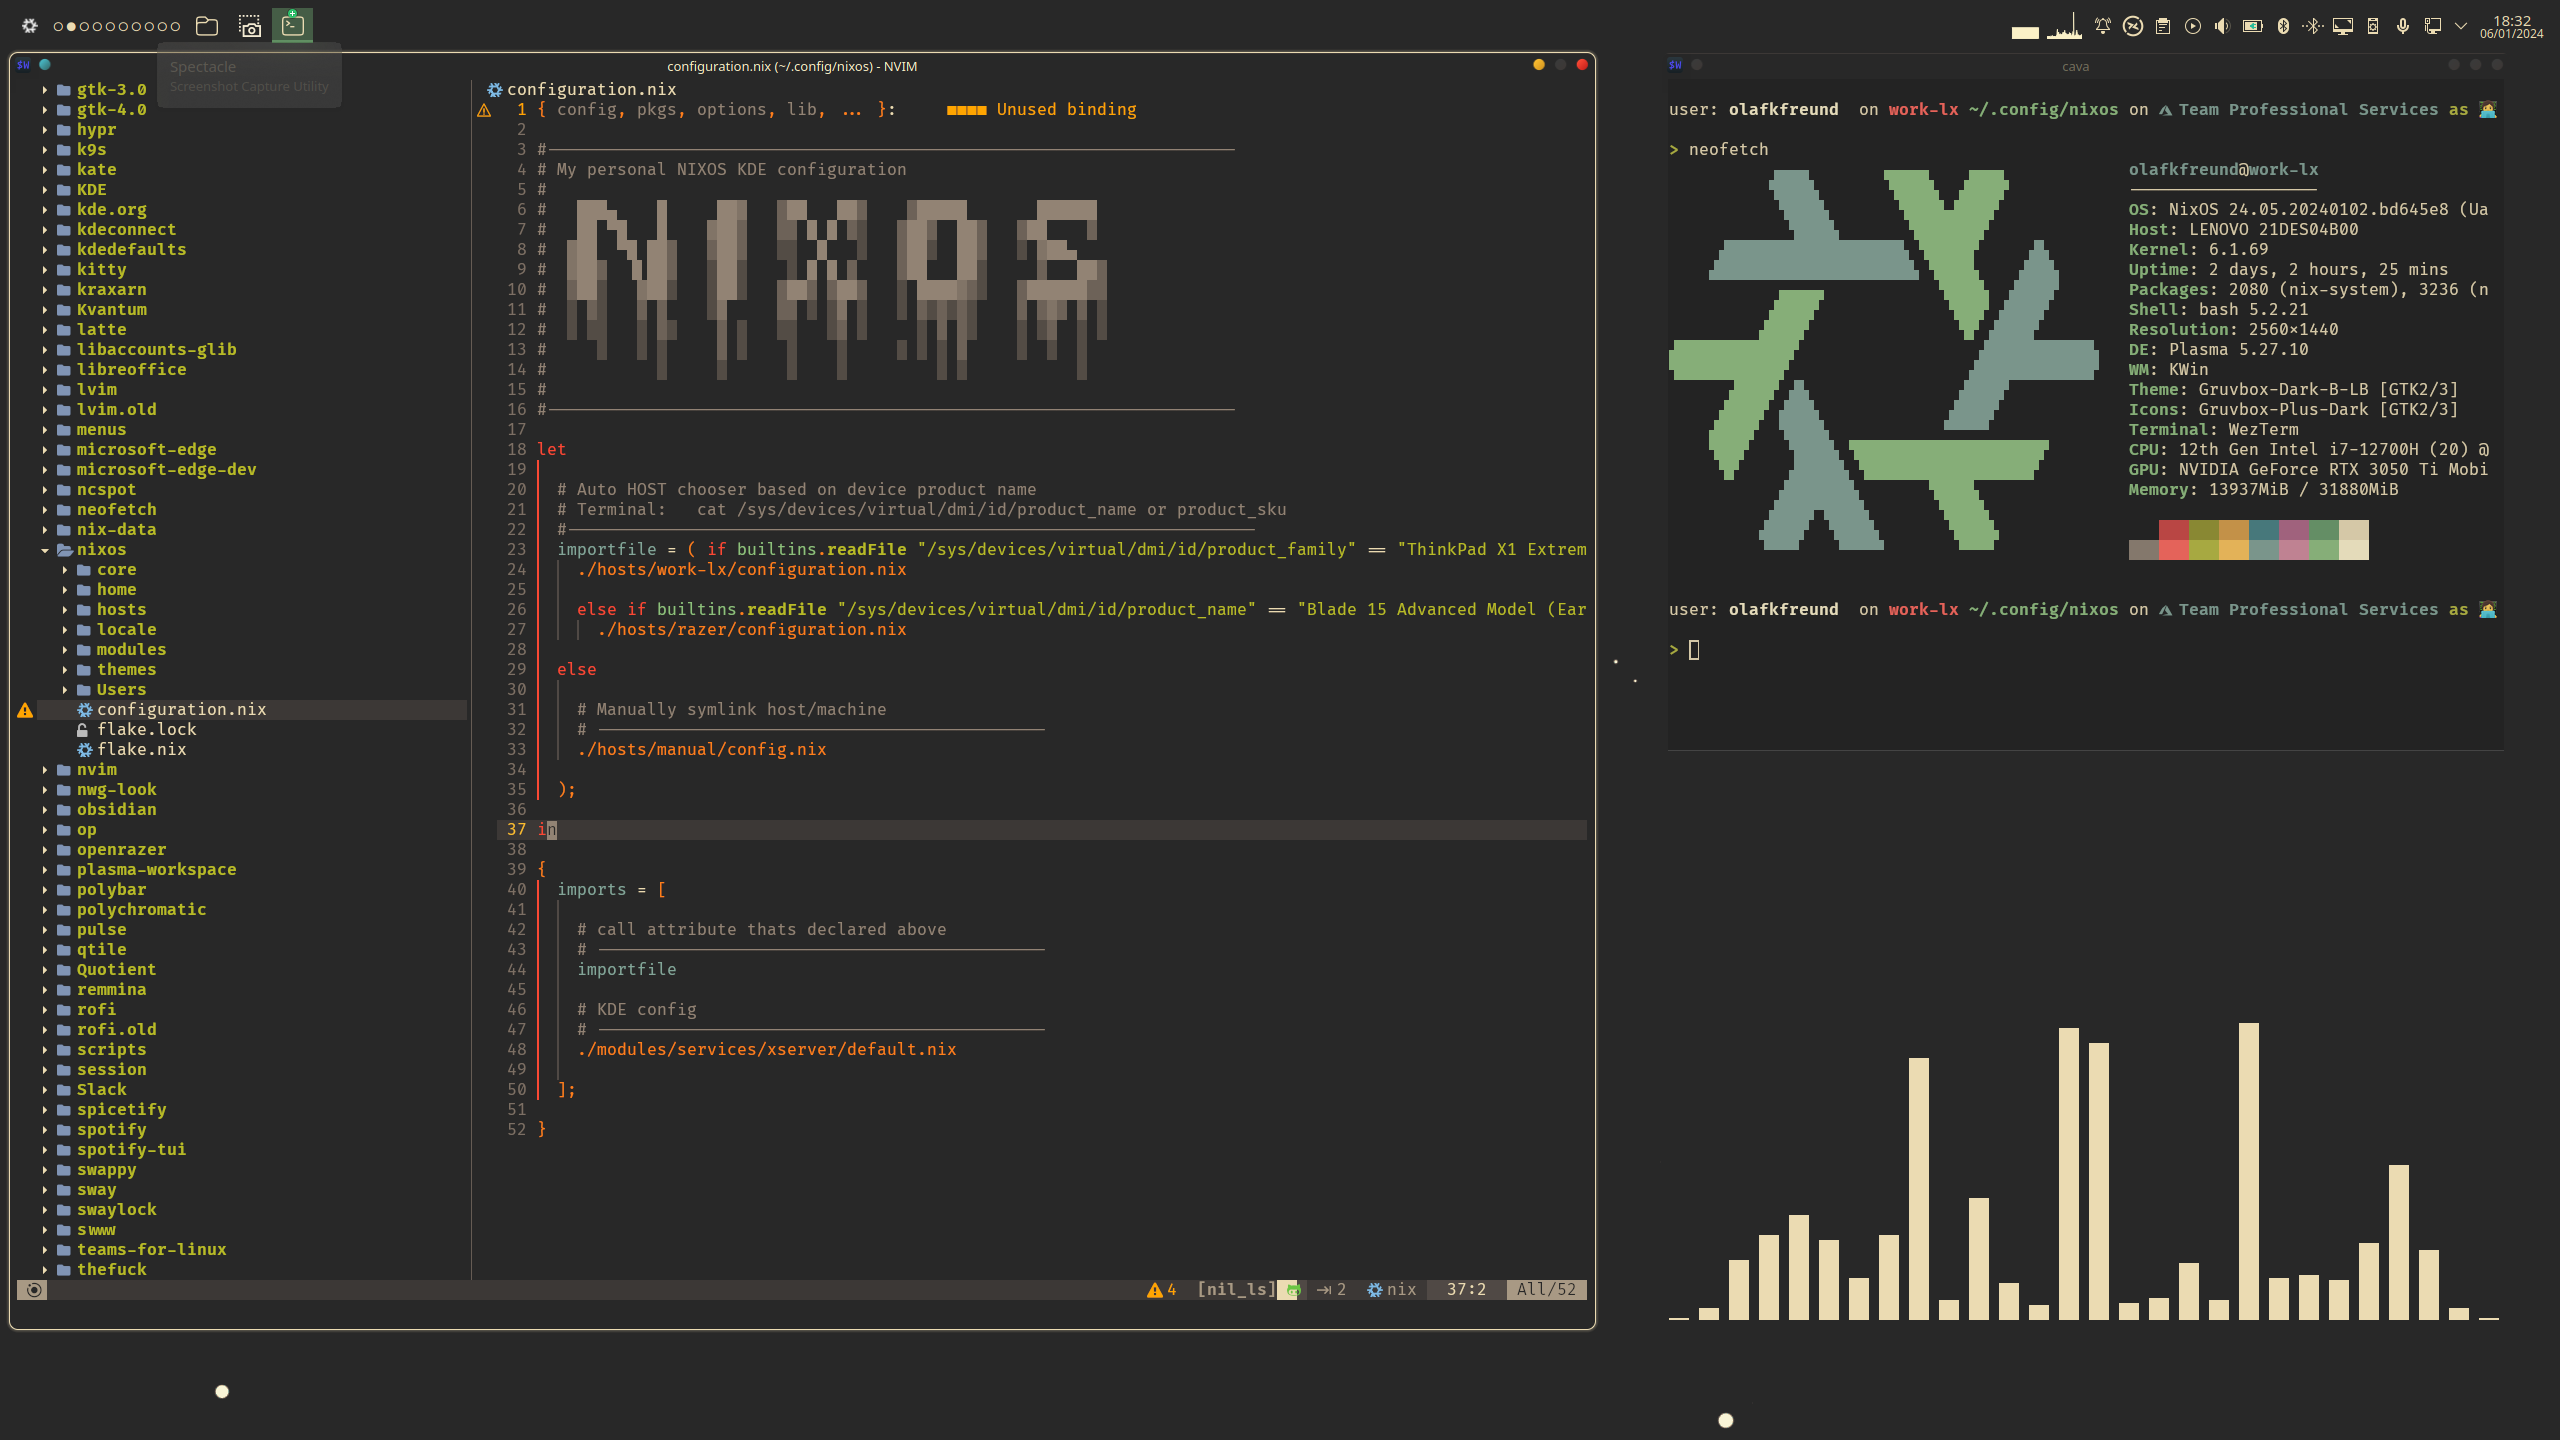 18:32
06/01/2024
Spectacle
Screenshot Capture Utility
configuration.nix (~/.config/nixos) - NVIM
gtk-3.0
gtk-4.0
hypr
k9s
kate
KDE
kde.org
kdeconnect
kdedefaults
kitty
kraxarn
Kvantum
latte
libaccounts-glib
libreoffice
lvim
lvim.old
menus
microsoft-edge
microsoft-edge-dev
ncspot
neofetch
nix-data
nixos
core
home
hosts
locale
modules
themes
Users
configuration.nix
flake.lock
flake.nix
nvim
nwg-look
obsidian
op
openrazer
plasma-workspace
polybar
polychromatic
pulse
qtile
Quotient
remmina
rofi
rofi.old
scripts
session
Slack
spicetify
spotify
spotify-tui
swappy
sway
swaylock
swww
teams-for-linux
thefuck
configuration.nix
1 { config, pkgs, options, lib, ... }: ■■■■ Unused binding
2
3 #
4 # My personal NIXOS KDE configuration
5 #
6 #
7 #
8 # NIXOS
9 #
10 #
11 #
12 #
13 #
14 #
15 #
16 #
17
18 let
19
20 # Auto HOST chooser based on device product name
21 # Terminal: cat /sys/devices/virtual/dmi/id/product_name or product_sku
22 #
23 importfile = ( if builtins.readFile "/sys/devices/virtual/dmi/id/product_family" == "ThinkPad X1 Extrem
24 ./hosts/work-lx/configuration.nix
25
26 else if builtins.readFile "/sys/devices/virtual/dmi/id/product_name" == "Blade 15 Advanced Model (Ear
27 ./hosts/razer/configuration.nix
28
29 else
30
31 # Manually symlink host/machine
32 #
33 ./hosts/manual/config.nix
34
35 );
36
37 in
38
39 {
40 imports = [
41
42 # call attribute thats declared above
43 #
44 importfile
45
46 # KDE config
47 #
48 ./modules/services/xserver/default.nix
49
50 ];
51
52 }
4 [nil_ls] 2 nix 37:2 All/52
cava
user: olafkfreund on work-lx ~/.config/nixos on Team Professional Services as
> neofetch
olafkfreund@work-lx
OS: NixOS 24.05.20240102.bd645e8 (Ua
Host: LENOVO 21DES04B00
Kernel: 6.1.69
Uptime: 2 days, 2 hours, 25 mins
Packages: 2080 (nix-system), 3236 (n
Shell: bash 5.2.21
Resolution: 2560x1440
DE: Plasma 5.27.10
WM: KWin
Theme: Gruvbox-Dark-B-LB [GTK2/3]
Icons: Gruvbox-Plus-Dark [GTK2/3]
Terminal: WezTerm
CPU: 12th Gen Intel i7-12700H (20) @
GPU: NVIDIA GeForce RTX 3050 Ti Mobi
Memory: 13937MiB / 31880MiB
user: olafkfreund on work-lx ~/.config/nixos on Team Professional Services as
>